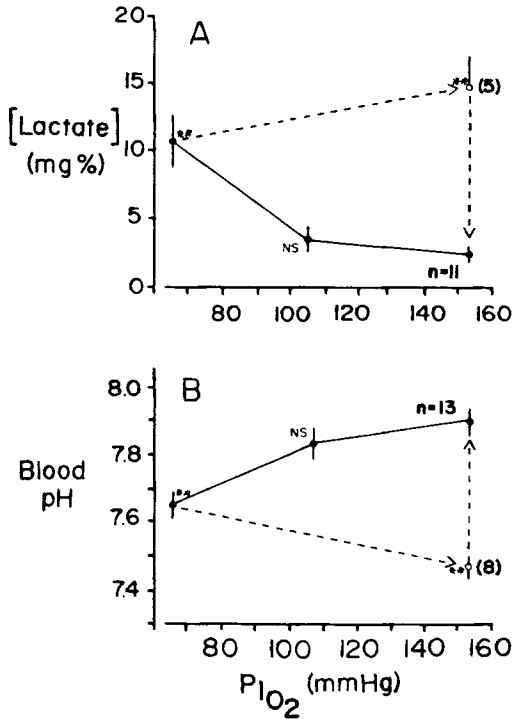 A
20
15
10
5
0
[Lactate]
(mg %)
**
**
(5)
NS
n=11
80 100 120 140 160
B
8.0
7.8
7.6
7.4
Blood
pH
**
NS
n=13
**
(8)
80 100 120 140 160
PIO2 (mmHg)